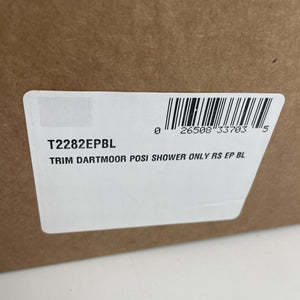 0 26508 33703 5
T2282EPBL
TRIM DARTMOOR POSI SHOWER ONLY RS EP BL